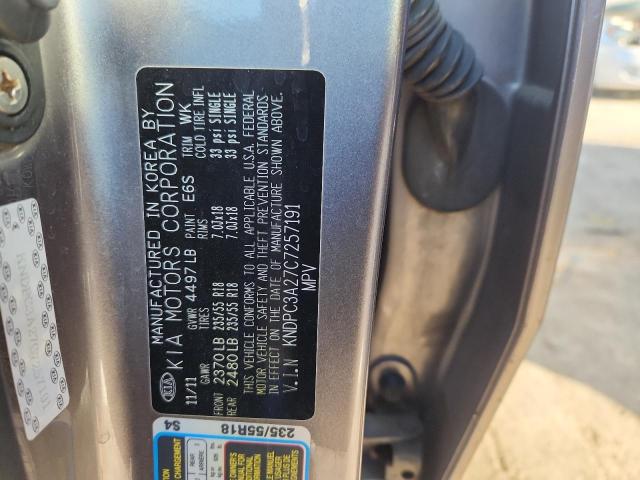 MANUFACTURED IN KOREA BY
KIA MOTORS CORPORATION
KIA
11/11 GVWR 4497 LB PAINT E6S TRIM WK
GAWR TIRES RIMS COLD TIRE INFL
FRONT 2370 LB 235/55 R18 7.0JX18 33 psi SINGLE
REAR 2480 LB 235/55 R18 7.0JX18 33 psi SINGLE
THIS VEHICLE CONFORMS TO ALL APPLICABLE U.S.A. FEDERAL
MOTOR VEHICLE SAFETY AND THEFT PREVENTION STANDARDS
IN EFFECT ON THE DATE OF MANUFACTURE SHOWN ABOVE.
V.I.N KNDPC3A27C7257191
MPV
235/55R18
S4